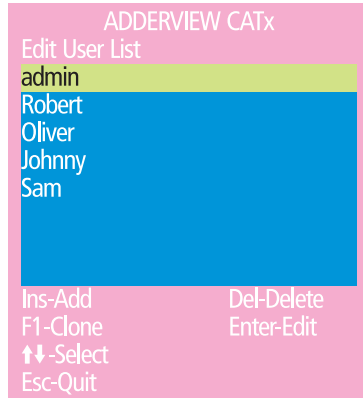 ADDERVIEW CATx
Edit User List
admin
Robert
Oliver
Johnny
Sam
Ins-Add Del-Delete
F1-Clone Enter-Edit
↑↓-Select
Esc-Quit